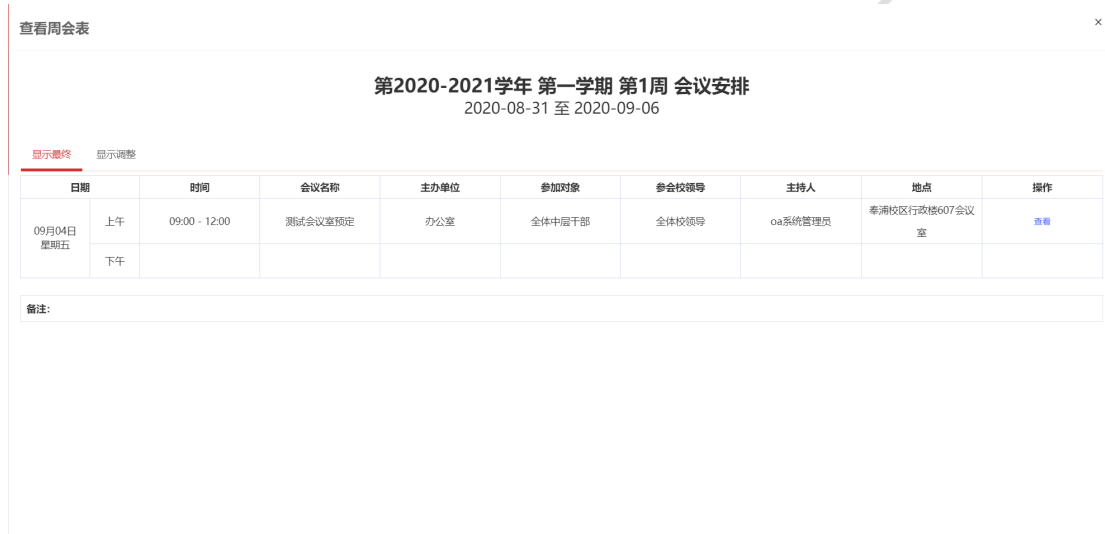 查看周会表
×
第2020-2021学年 第一学期 第1周 会议安排
2020-08-31 至 2020-09-06
显示最终 显示调整
日期 时间 会议名称 主办单位 参加对象 参会校领导 主持人 地点 操作
09月04日
星期五
上午 09:00 - 12:00 测试会议室预定 办公室 全体中层干部 全体校领导 oa系统管理员 奉浦校区行政楼607会议
室
查看
下午
备注: